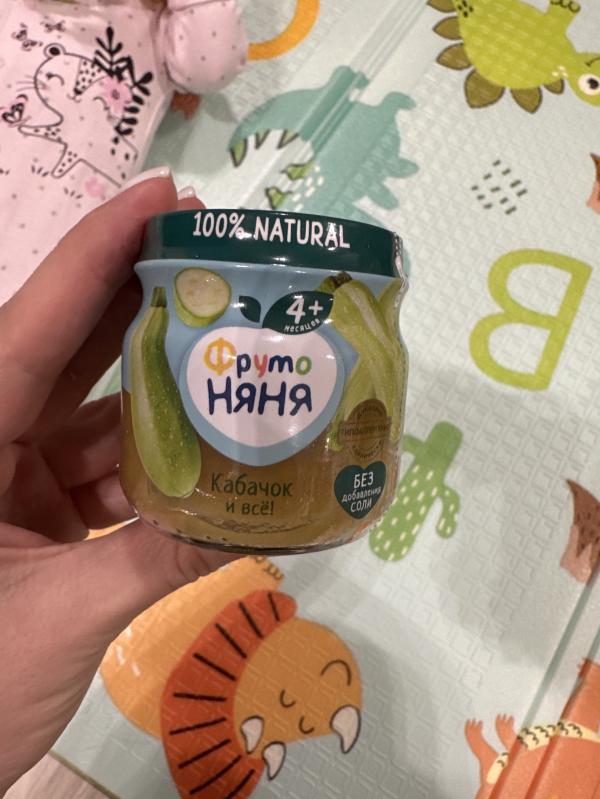 100% NATURAL
4+
месяцев
фруто
НЯНЯ
Кабачок
и всё!
БЕЗ
добавления
СОЛИ
B